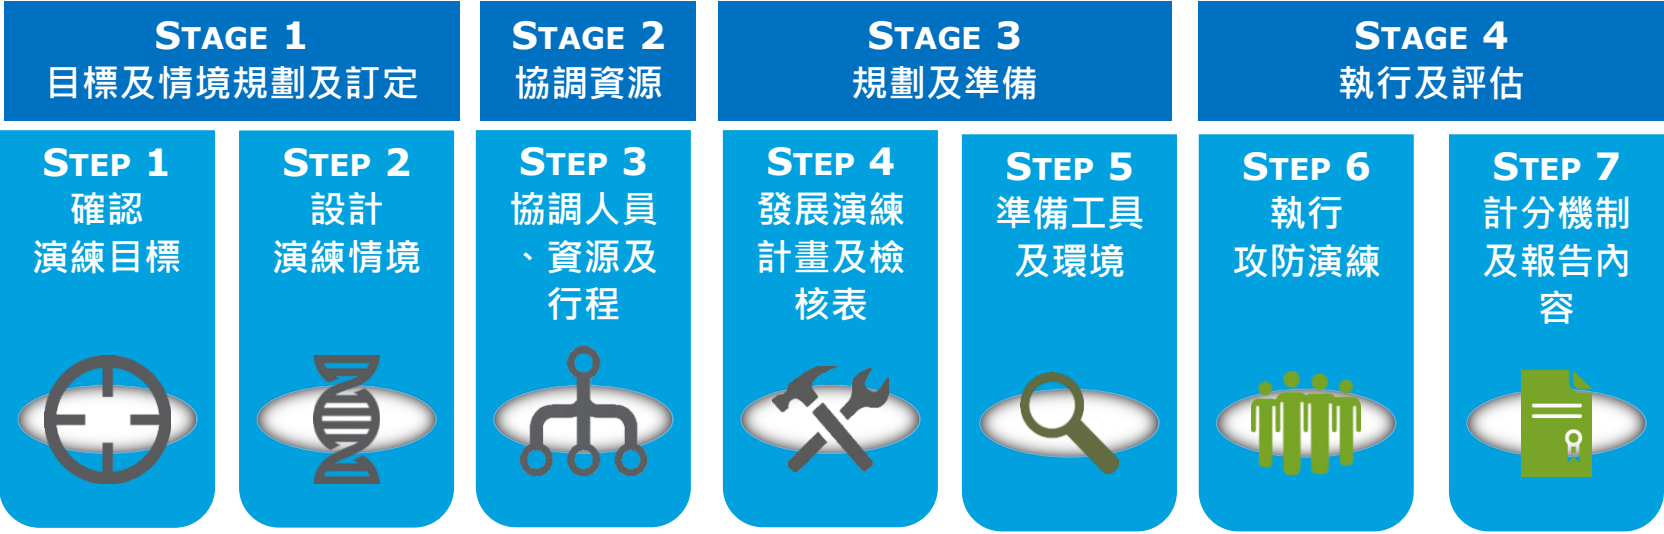 STAGE 1
目標及情境規劃及訂定
STAGE 2
協調資源
STAGE 3
規劃及準備
STAGE 4
執行及評估
STEP 1
確認
演練目標
STEP 2
設計
演練情境
STEP 3
協調人員
、資源及
行程
STEP 4
發展演練
計畫及檢
核表
STEP 5
準備工具
及環境
STEP 6
執行
攻防演練
STEP 7
計分機制
及報告內
容